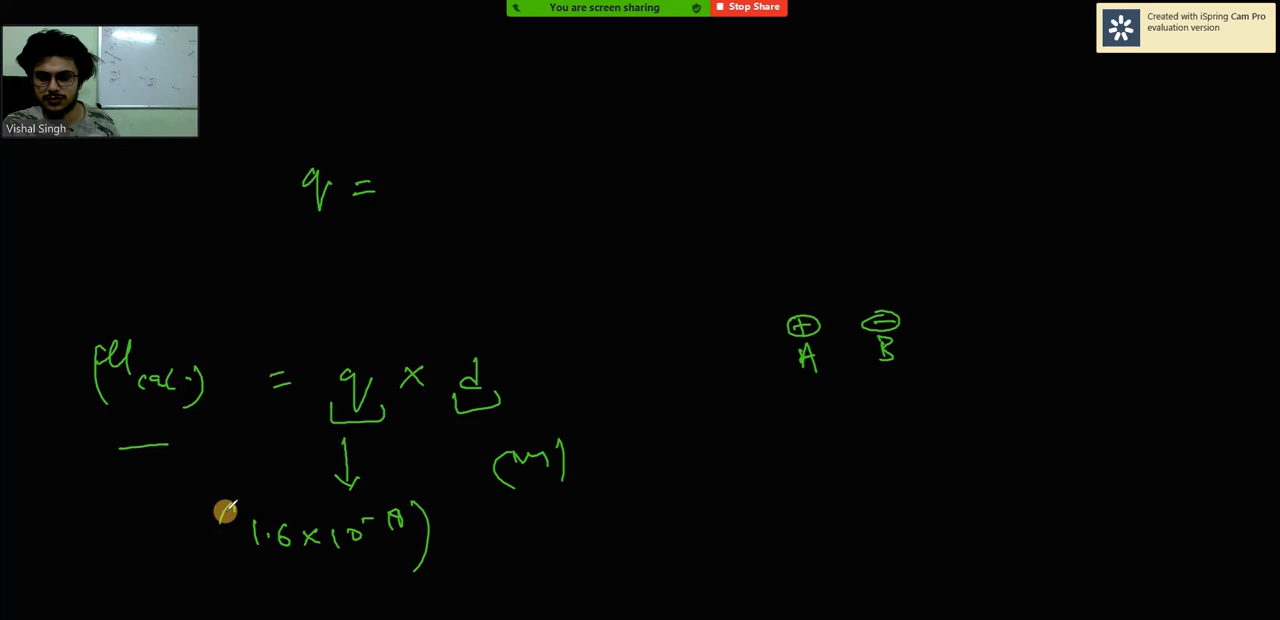 You are screen sharing
Stop Share
Created with iSpring Cam Pro
evaluation version
Vishal Singh
q =
(μcal.) = q × d
+ −
A B
(m)
(1.6 × 10⁻¹⁹)